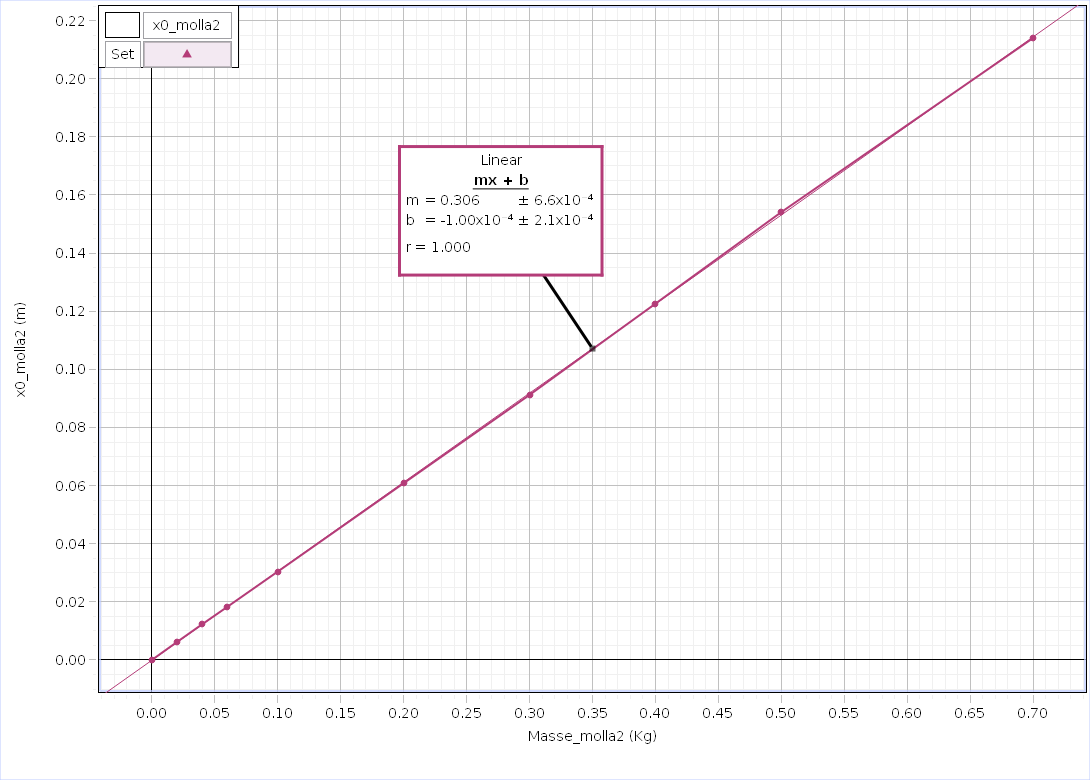 x0_molla2
Set
0.22
0.20
0.18
0.16
0.14
0.12
0.10
0.08
0.06
0.04
0.02
0.00
x0_molla2 (m)
Linear
mx + b
m = 0.306 ± 6.6x10⁻⁴
b = -1.00x10⁻⁴ ± 2.1x10⁻⁴
r = 1.000
0.00 0.05 0.10 0.15 0.20 0.25 0.30 0.35 0.40 0.45 0.50 0.55 0.60 0.65 0.70
Masse_molla2 (Kg)